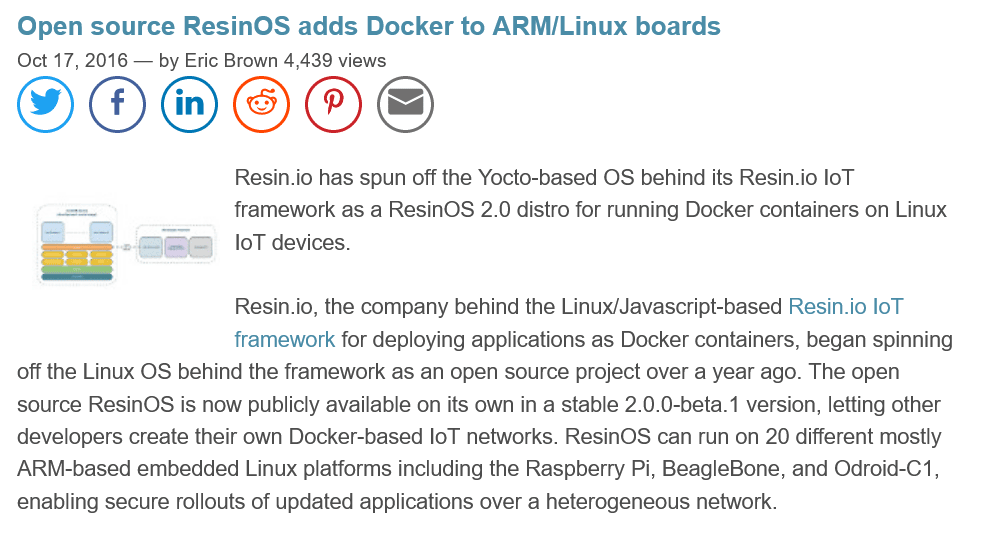 Open source ResinOS adds Docker to ARM/Linux boards
Oct 17, 2016 — by Eric Brown 4,439 views
Resin.io has spun off the Yocto-based OS behind its Resin.io IoT
framework as a ResinOS 2.0 distro for running Docker containers on Linux
IoT devices.
Resin.io, the company behind the Linux/Javascript-based Resin.io IoT
framework for deploying applications as Docker containers, began spinning
off the Linux OS behind the framework as an open source project over a year ago. The open
source ResinOS is now publicly available on its own in a stable 2.0.0-beta.1 version, letting other
developers create their own Docker-based IoT networks. ResinOS can run on 20 different mostly
ARM-based embedded Linux platforms including the Raspberry Pi, BeagleBone, and Odroid-C1,
enabling secure rollouts of updated applications over a heterogeneous network.